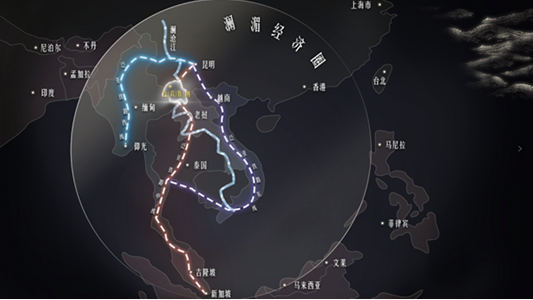 上海市
澜湄经济圈
澜沧江
尼泊尔
不丹
昆明
孟加拉
台北
印度
香港
越南
缅甸
老挝
仰光
马尼拉
泰国
菲律宾
文莱
吉隆坡
马来西亚
新加坡